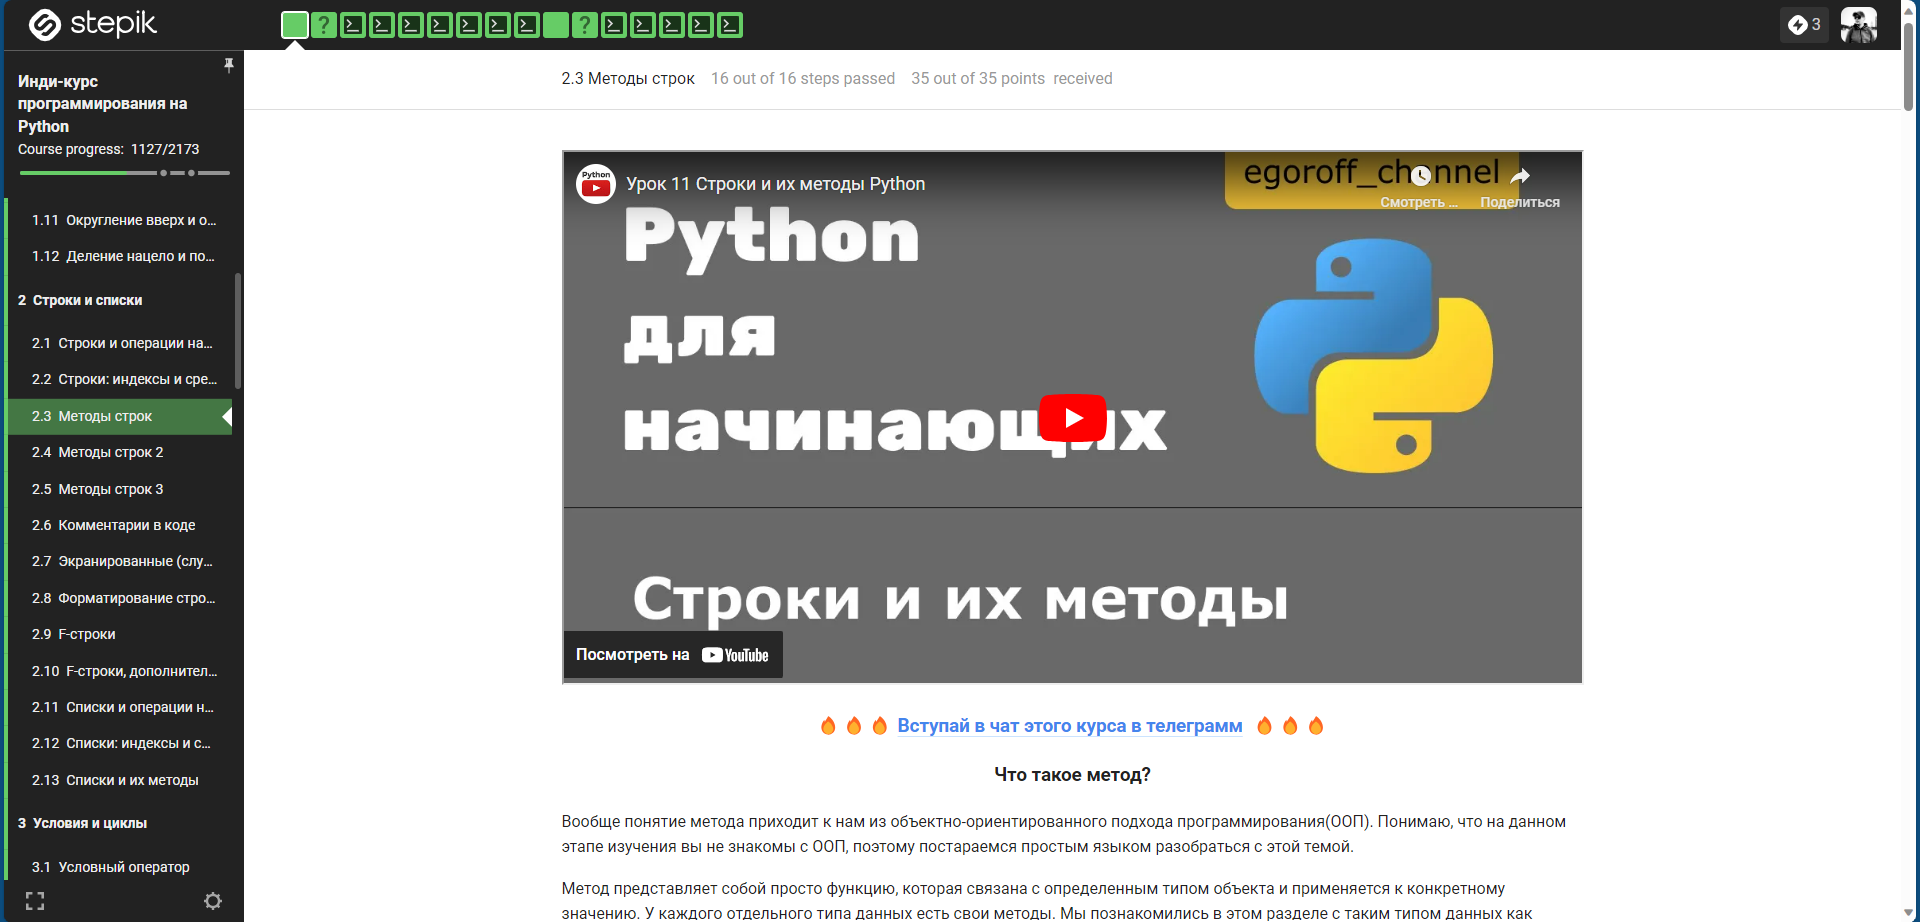 stepik
3
Инди-курс
программирования на
Python
Course progress: 1127/2173
1.11 Округление вверх и о...
1.12 Деление нацело и по...
2 Строки и списки
2.1 Строки и операции на...
2.2 Строки: индексы и сре...
2.3 Методы строк
2.4 Методы строк 2
2.5 Методы строк 3
2.6 Комментарии в коде
2.7 Экранированные (слу...
2.8 Форматирование стро...
2.9 F-строки
2.10 F-строки, дополнител...
2.11 Списки и операции н...
2.12 Списки: индексы и с...
2.13 Списки и их методы
3 Условия и циклы
3.1 Условный оператор
2.3 Методы строк 16 out of 16 steps passed 35 out of 35 points received
Python
Урок 11 Строки и их методы Python
egoroff_channel
Смотреть ...
Поделиться
Python
для
начинающих
Строки и их методы
Посмотреть на YouTube
Вступай в чат этого курса в телеграмм
Что такое метод?
Вообще понятие метода приходит к нам из объектно-ориентированного подхода программирования(ООП). Понимаю, что на данном
этапе изучения вы не знакомы с ООП, поэтому постараемся простым языком разобраться с этой темой.
Метод представляет собой просто функцию, которая связана с определенным типом объекта и применяется к конкретному
значению. У каждого отдельного типа данных есть свои методы. Мы познакомились в этом разделе с таким типом данных как